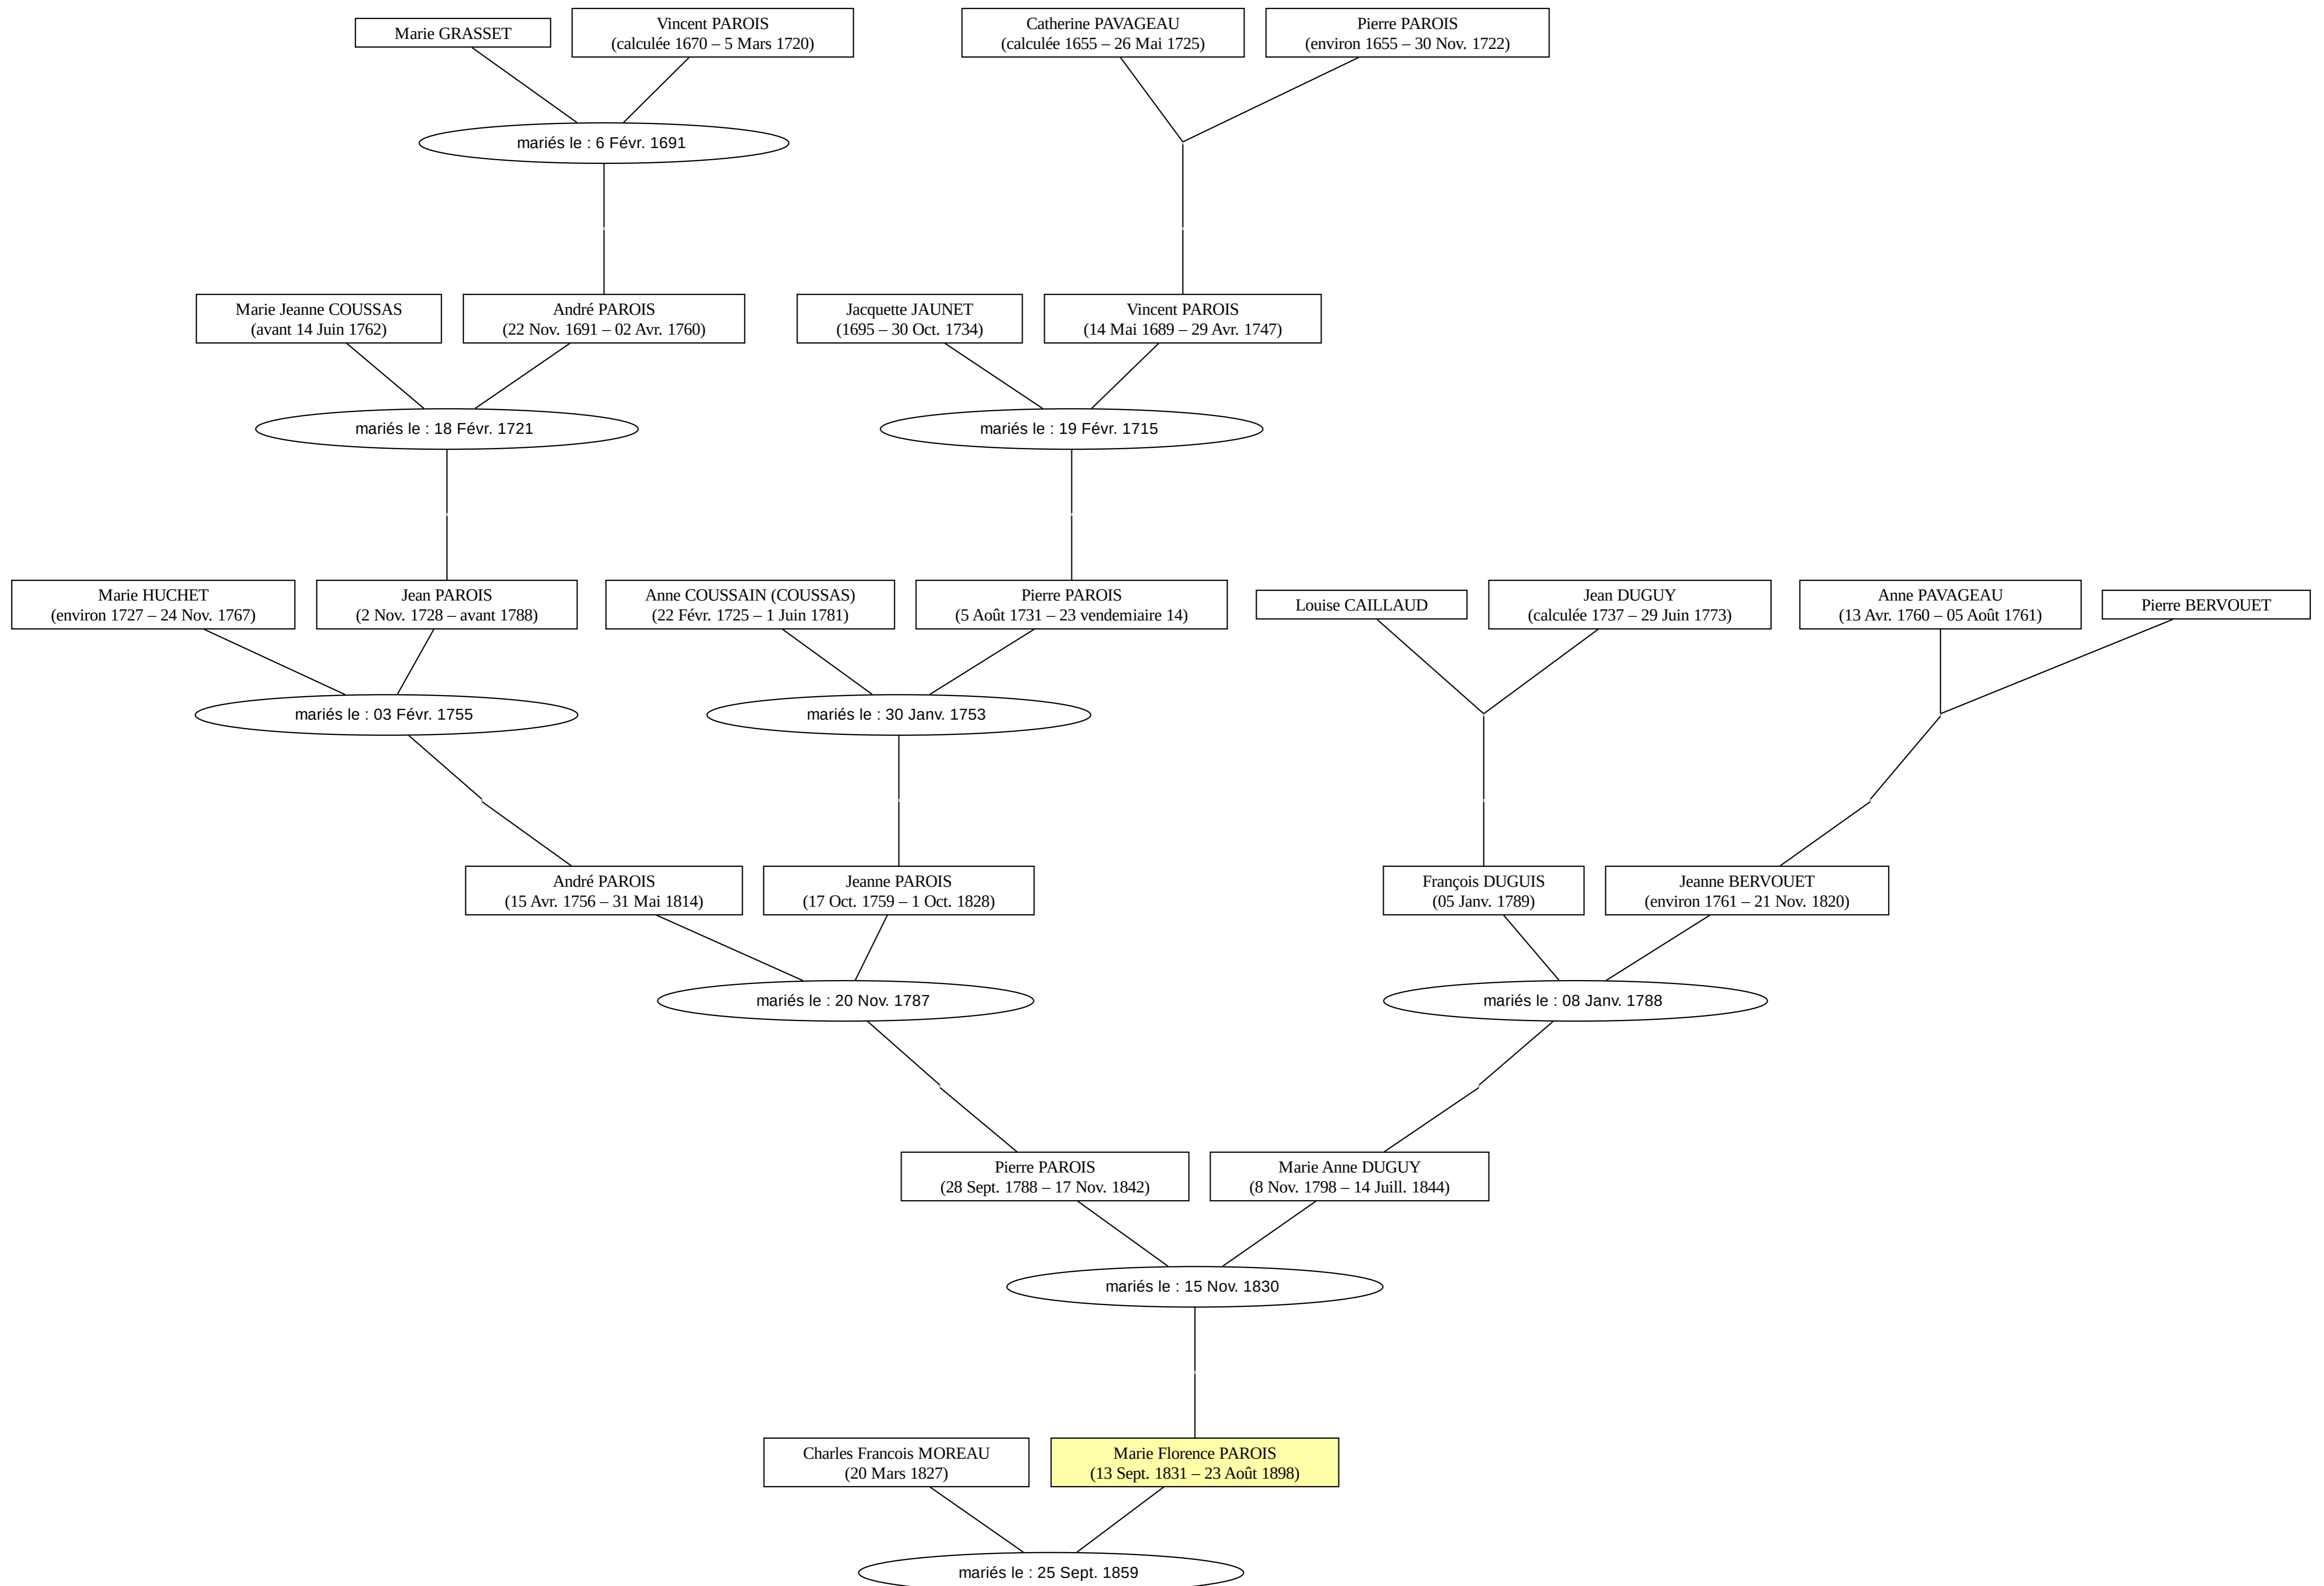 Marie GRASSET
Vincent PAROIS
(calculée 1670 – 5 Mars 1720)
Catherine PAVAGEAU
(calculée 1655 – 26 Mai 1725)
Pierre PAROIS
(environ 1655 – 30 Nov. 1722)
mariés le : 6 Févr. 1691
Marie Jeanne COUSSAS
(avant 14 Juin 1762)
André PAROIS
(22 Nov. 1691 – 02 Avr. 1760)
Jacquette JAUNET
(1695 – 30 Oct. 1734)
Vincent PAROIS
(14 Mai 1689 – 29 Avr. 1747)
mariés le : 18 Févr. 1721
mariés le : 19 Févr. 1715
Marie HUCHET
(environ 1727 – 24 Nov. 1767)
Jean PAROIS
(2 Nov. 1728 – avant 1788)
Anne COUSSAIN (COUSSAS)
(22 Févr. 1725 – 1 Juin 1781)
Pierre PAROIS
(5 Août 1731 – 23 vendemiaire 14)
Louise CAILLAUD
Jean DUGUY
(calculée 1737 – 29 Juin 1773)
Anne PAVAGEAU
(13 Avr. 1760 – 05 Août 1761)
Pierre BERVOUET
mariés le : 03 Févr. 1755
mariés le : 30 Janv. 1753
André PAROIS
(15 Avr. 1756 – 31 Mai 1814)
Jeanne PAROIS
(17 Oct. 1759 – 1 Oct. 1828)
François DUGUIS
(05 Janv. 1789)
Jeanne BERVOUET
(environ 1761 – 21 Nov. 1820)
mariés le : 20 Nov. 1787
mariés le : 08 Janv. 1788
Pierre PAROIS
(28 Sept. 1788 – 17 Nov. 1842)
Marie Anne DUGUY
(8 Nov. 1798 – 14 Juill. 1844)
mariés le : 15 Nov. 1830
Charles Francois MOREAU
(20 Mars 1827)
Marie Florence PAROIS
(13 Sept. 1831 – 23 Août 1898)
mariés le : 25 Sept. 1859